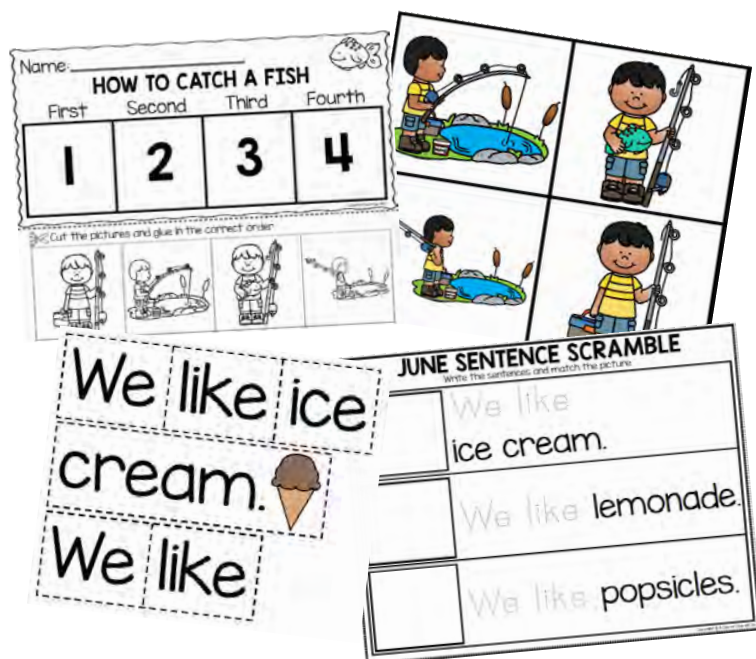 Name:
HOW TO CATCH A FISH
First Second Third Fourth
1 2 3 4
Cut the pictures and glue in the correct order
We like ice
cream.
We like
JUNE SENTENCE SCRAMBLE
Write the sentences and match the picture
We like
ice cream.
We like lemonade.
We like popsicles.